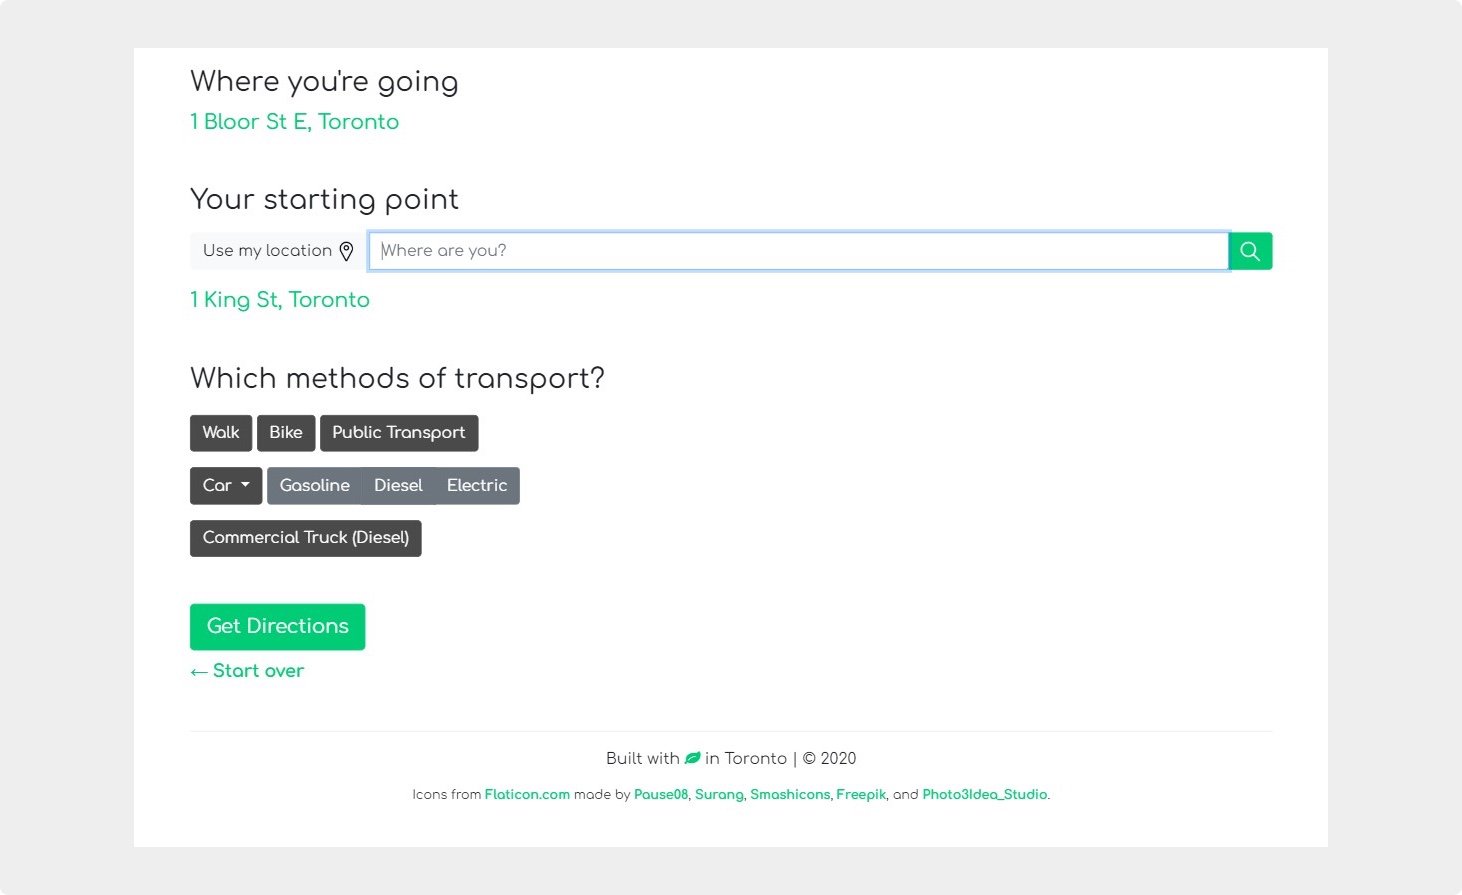 Where you're going
1 Bloor St E, Toronto
Your starting point
Use my location Where are you?
1 King St, Toronto
Which methods of transport?
Walk Bike Public Transport
Car Gasoline Diesel Electric
Commercial Truck (Diesel)
Get Directions
← Start over
Built with in Toronto | © 2020
Icons from Flaticon.com made by Pause08, Surang, Smashicons, Freepik, and Photo3Idea_Studio.